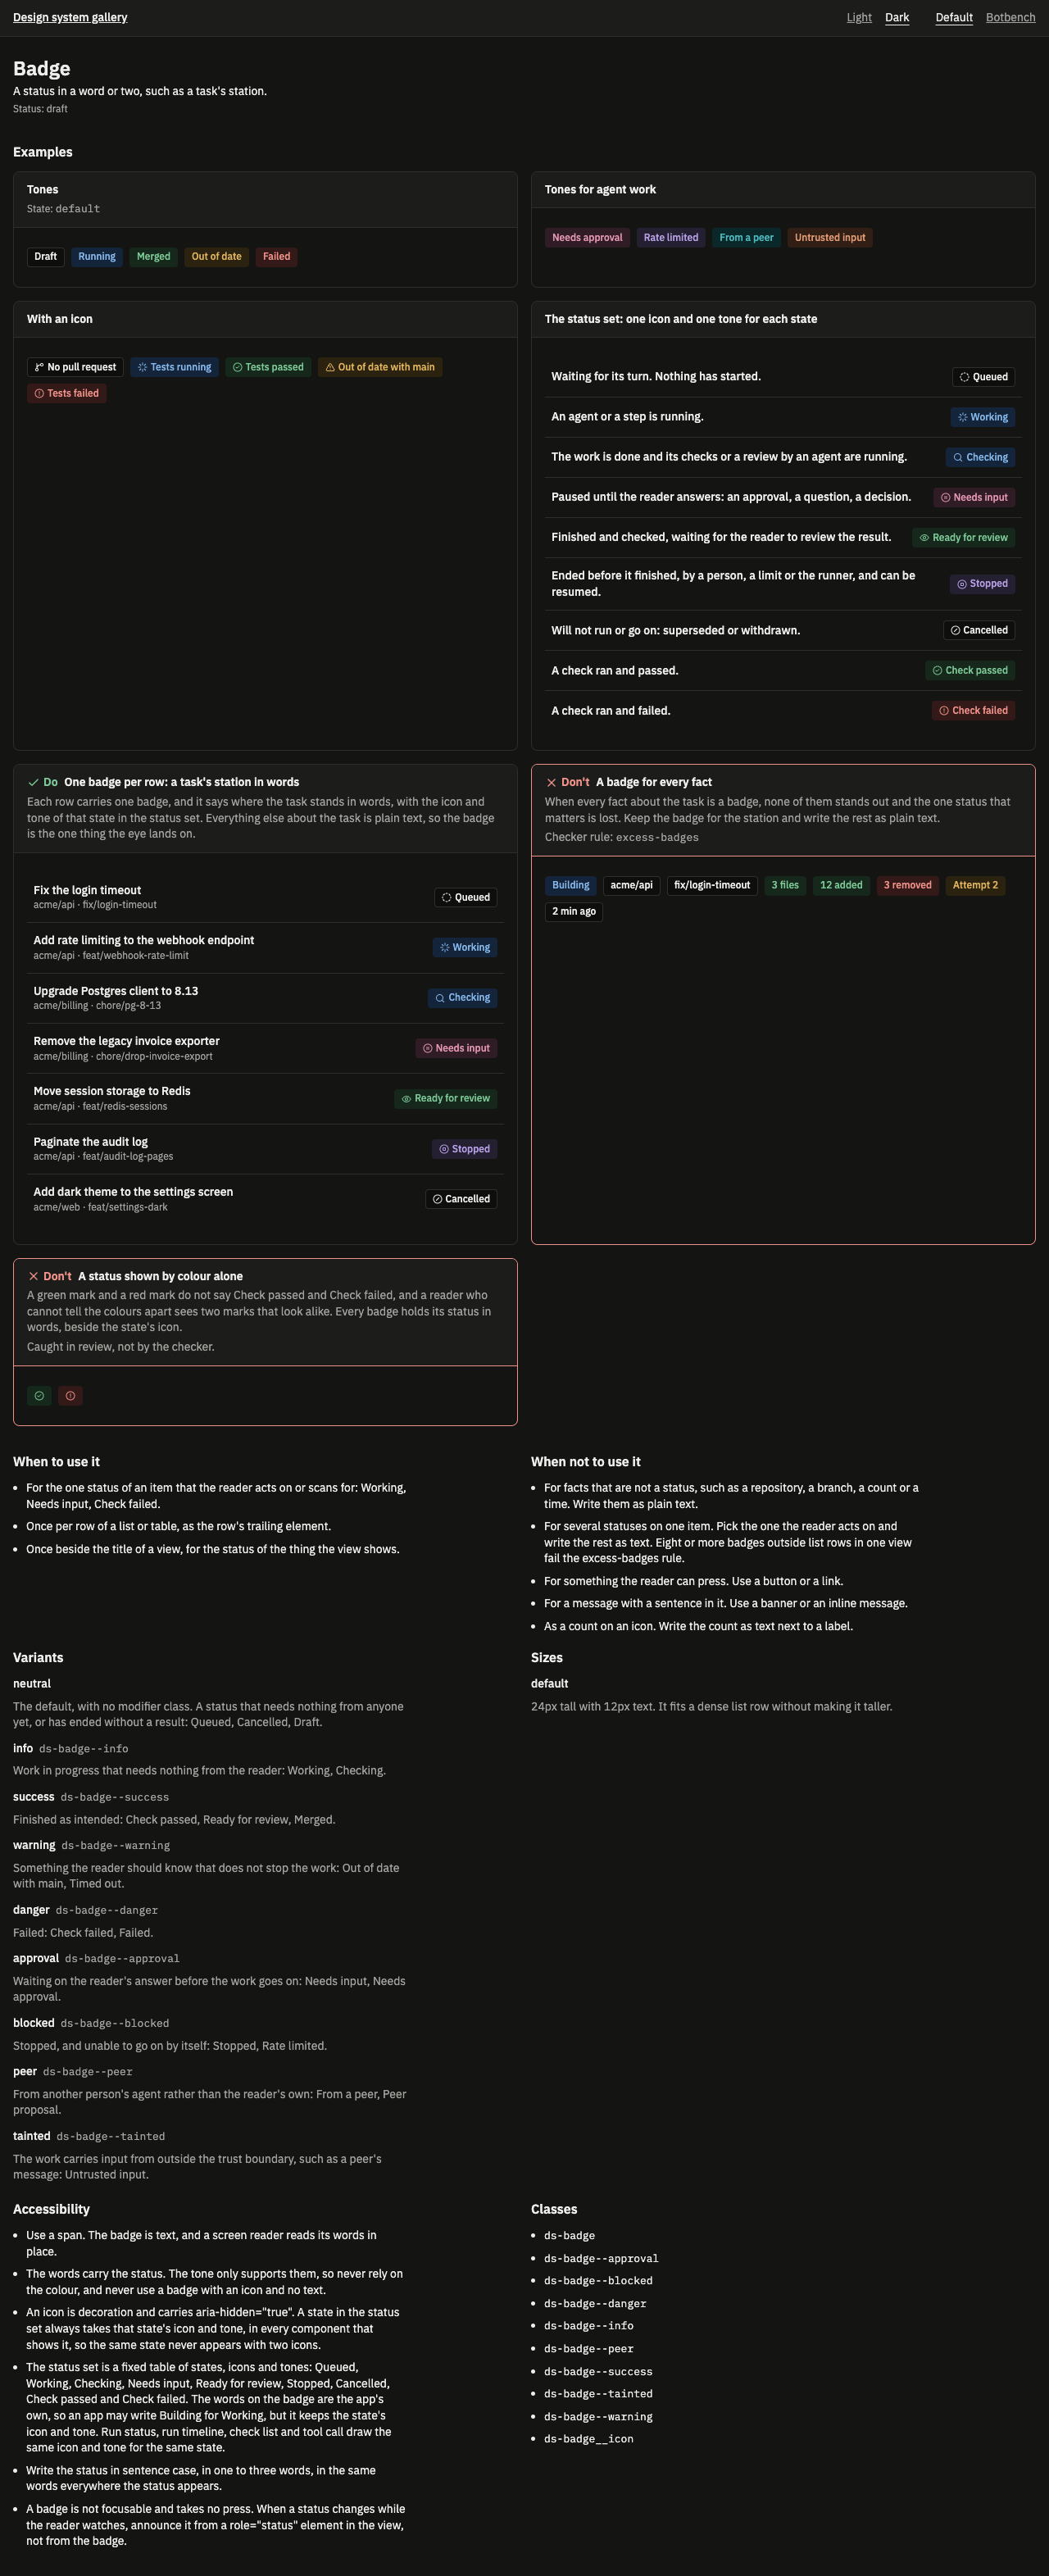 Design system gallery
Light Dark Default Botbench
Badge
A status in a word or two, such as a task's station.
Status: draft
Examples
Tones
State: default
Draft Running Merged Out of date Failed
Tones for agent work
Needs approval Rate limited From a peer Untrusted input
With an icon
No pull request Tests running Tests passed Out of date with main
Tests failed
The status set: one icon and one tone for each state
Waiting for its turn. Nothing has started. Queued
An agent or a step is running. Working
The work is done and its checks or a review by an agent are running. Checking
Paused until the reader answers: an approval, a question, a decision. Needs input
Finished and checked, waiting for the reader to review the result. Ready for review
Ended before it finished, by a person, a limit or the runner, and can be
resumed.
Stopped
Will not run or go on: superseded or withdrawn. Cancelled
A check ran and passed. Check passed
A check ran and failed. Check failed
Do One badge per row: a task's station in words
Each row carries one badge, and it says where the task stands in words, with the icon and
tone of that state in the status set. Everything else about the task is plain text, so the badge
is the one thing the eye lands on.
Fix the login timeout
acme/api · fix/login-timeout
Queued
Add rate limiting to the webhook endpoint
acme/api · feat/webhook-rate-limit
Working
Upgrade Postgres client to 8.13
acme/billing · chore/pg-8-13
Checking
Remove the legacy invoice exporter
acme/billing · chore/drop-invoice-export
Needs input
Move session storage to Redis
acme/api · feat/redis-sessions
Ready for review
Paginate the audit log
acme/api · feat/audit-log-pages
Stopped
Add dark theme to the settings screen
acme/web · feat/settings-dark
Cancelled
Don't A badge for every fact
When every fact about the task is a badge, none of them stands out and the one status that
matters is lost. Keep the badge for the station and write the rest as plain text.
Checker rule: excess-badges
Building acme/api fix/login-timeout 3 files 12 added 3 removed Attempt 2
2 min ago
Don't A status shown by colour alone
A green mark and a red mark do not say Check passed and Check failed, and a reader who
cannot tell the colours apart sees two marks that look alike. Every badge holds its status in
words, beside the state's icon.
Caught in review, not by the checker.
When to use it
For the one status of an item that the reader acts on or scans for: Working,
Needs input, Check failed.
Once per row of a list or table, as the row's trailing element.
Once beside the title of a view, for the status of the thing the view shows.
When not to use it
For facts that are not a status, such as a repository, a branch, a count or a
time. Write them as plain text.
For several statuses on one item. Pick the one the reader acts on and
write the rest as text. Eight or more badges outside list rows in one view
fail the excess-badges rule.
For something the reader can press. Use a button or a link.
For a message with a sentence in it. Use a banner or an inline message.
As a count on an icon. Write the count as text next to a label.
Variants
neutral
The default, with no modifier class. A status that needs nothing from anyone
yet, or has ended without a result: Queued, Cancelled, Draft.
info ds-badge--info
Work in progress that needs nothing from the reader: Working, Checking.
success ds-badge--success
Finished as intended: Check passed, Ready for review, Merged.
warning ds-badge--warning
Something the reader should know that does not stop the work: Out of date
with main, Timed out.
danger ds-badge--danger
Failed: Check failed, Failed.
approval ds-badge--approval
Waiting on the reader's answer before the work goes on: Needs input, Needs
approval.
blocked ds-badge--blocked
Stopped, and unable to go on by itself: Stopped, Rate limited.
peer ds-badge--peer
From another person's agent rather than the reader's own: From a peer, Peer
proposal.
tainted ds-badge--tainted
The work carries input from outside the trust boundary, such as a peer's
message: Untrusted input.
Sizes
default
24px tall with 12px text. It fits a dense list row without making it taller.
Accessibility
Use a span. The badge is text, and a screen reader reads its words in
place.
The words carry the status. The tone only supports them, so never rely on
the colour, and never use a badge with an icon and no text.
An icon is decoration and carries aria-hidden="true". A state in the status
set always takes that state's icon and tone, in every component that
shows it, so the same state never appears with two icons.
The status set is a fixed table of states, icons and tones: Queued,
Working, Checking, Needs input, Ready for review, Stopped, Cancelled,
Check passed and Check failed. The words on the badge are the app's
own, so an app may write Building for Working, but it keeps the state's
icon and tone. Run status, run timeline, check list and tool call draw the
same icon and tone for the same state.
Write the status in sentence case, in one to three words, in the same
words everywhere the status appears.
A badge is not focusable and takes no press. When a status changes while
the reader watches, announce it from a role="status" element in the view,
not from the badge.
Classes
ds-badge
ds-badge--approval
ds-badge--blocked
ds-badge--danger
ds-badge--info
ds-badge--peer
ds-badge--success
ds-badge--tainted
ds-badge--warning
ds-badge__icon